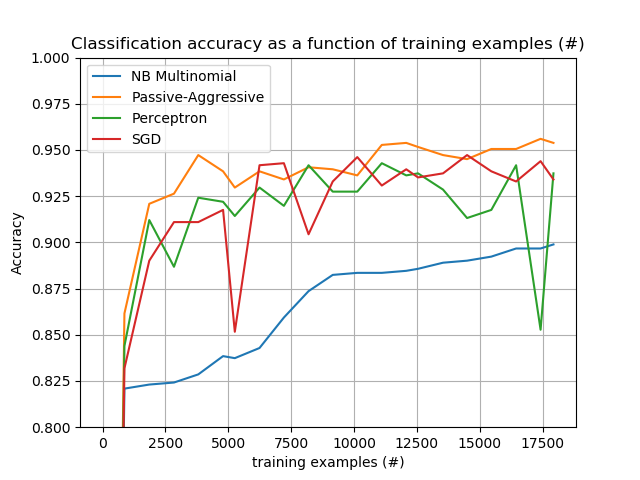 Classification accuracy as a function of training examples (#)
1.000
0.975
0.950
0.925
0.900
0.875
0.850
0.825
0.800
Accuracy
NB Multinomial
Passive-Aggressive
Perceptron
SGD
0 2500 5000 7500 10000 12500 15000 17500
training examples (#)